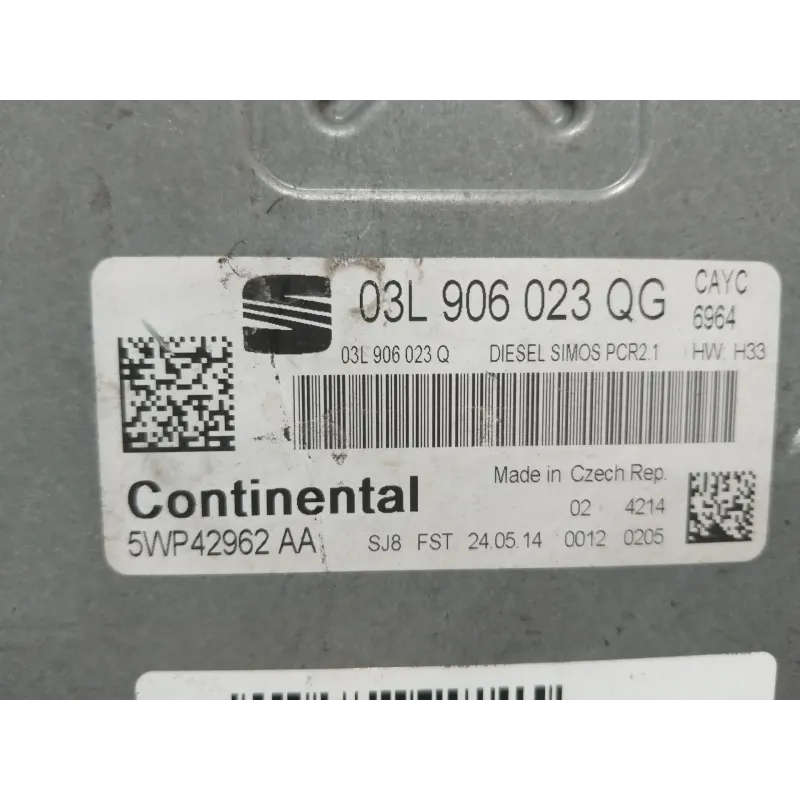 03L 906 023 QG CAYC
6964
03L 906 023 Q DIESEL SIMOS PCR2.1 HW: H33
Made in Czech Rep.
Continental 02 4214
5WP42962 AA SJ8 FST 24.05.14 0012 0205